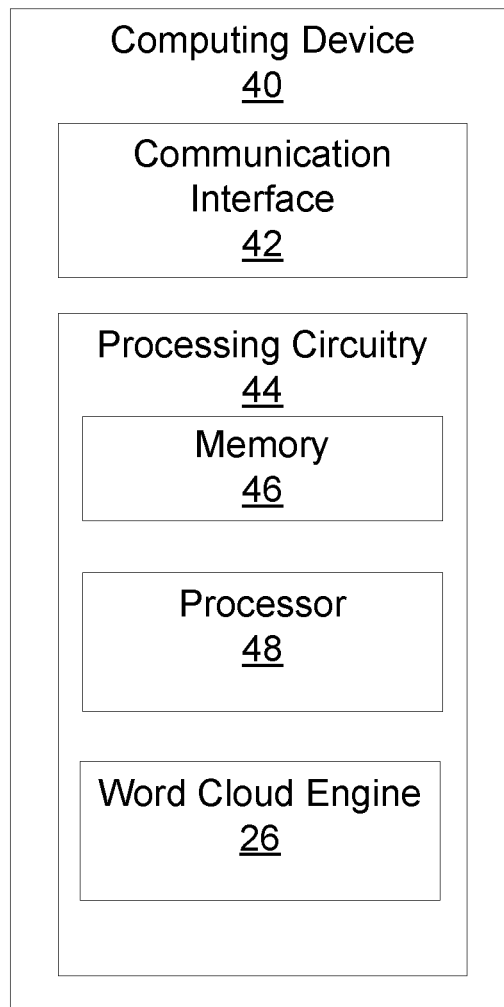 Computing Device
40
Communication
Interface
42
Processing Circuitry
44
Memory
46
Processor
48
Word Cloud Engine
26